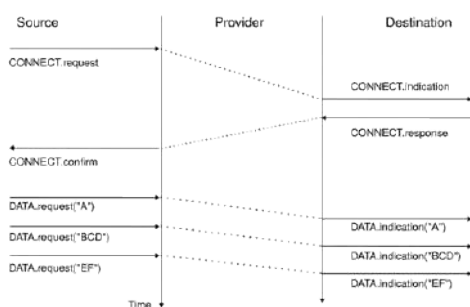 Source Provider Destination
CONNECT.request
CONNECT.indication
CONNECT.response
CONNECT.confirm
DATA.request("A")
DATA.indication("A")
DATA.request("BCD")
DATA.indication("BCD")
DATA.request("EF")
DATA.indication("EF")
Time